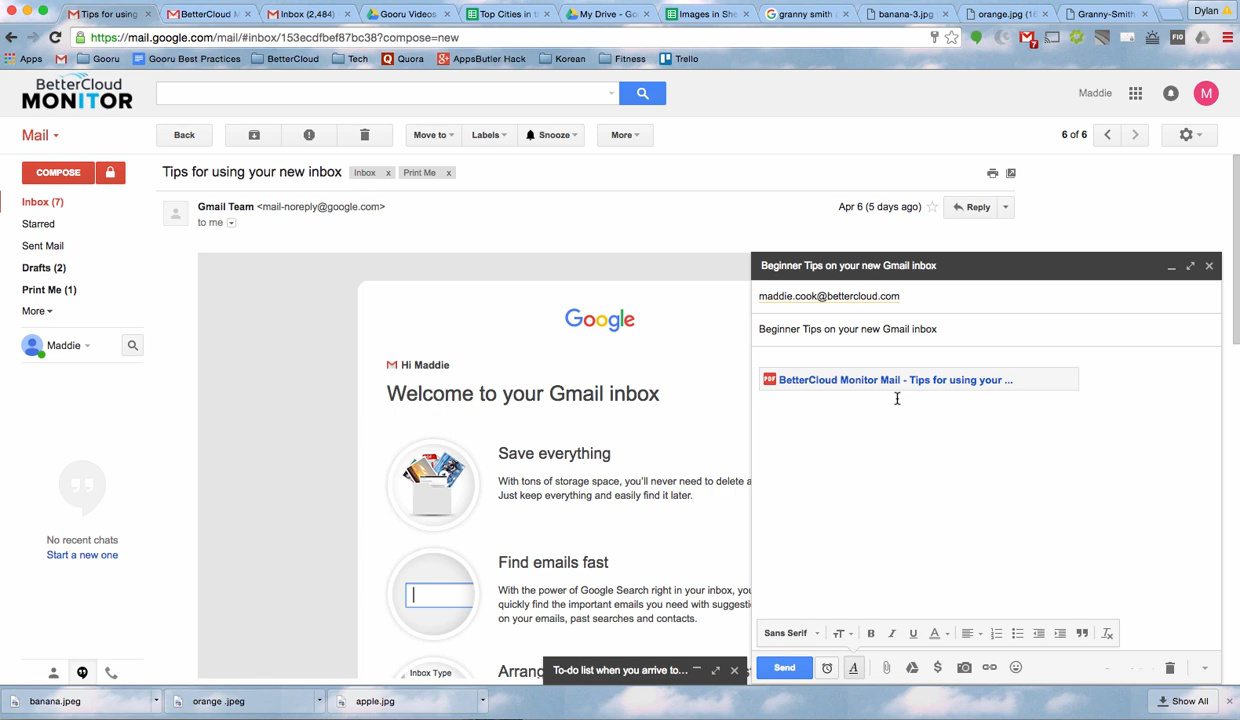 Tips for using
BetterCloud M
Inbox (2,484)
Gooru Videos
Top Cities in t
My Drive - Go
Images in She
granny smith
banana-3.jpg
orange.jpg (16
Granny-Smith
Dylan
https://mail.google.com/mail/#inbox/153ecdfbef87bc38?compose=new
7
FIO
Apps
Gooru
Gooru Best Practices
BetterCloud
Tech
Quora
AppsButler Hack
Korean
Fitness
Trello
BetterCloud
MONITOR
Maddie
M
Mail
Back
Move to
Labels
Snooze
More
6 of 6
COMPOSE
Tips for using your new inbox
Inbox x
Print Me x
Inbox (7)
Starred
Sent Mail
Drafts (2)
Print Me (1)
More
Maddie
Gmail Team <mail-noreply@google.com>
to me
Apr 6 (5 days ago)
Reply
Google
Hi Maddie
Welcome to your Gmail inbox
Save everything
With tons of storage space, you'll never need to delete a
Just keep everything and easily find it later.
Find emails fast
With the power of Google Search right in your inbox, you
quickly find the important emails you need with suggestio
on your emails, past searches and contacts.
Inbox Type
Arrang
No recent chats
Start a new one
To-do list when you arrive to...
Beginner Tips on your new Gmail inbox
maddie.cook@bettercloud.com
Beginner Tips on your new Gmail inbox
PDF BetterCloud Monitor Mail - Tips for using your ...
Sans Serif
Send
banana.jpeg
orange .jpeg
apple.jpg
Show All